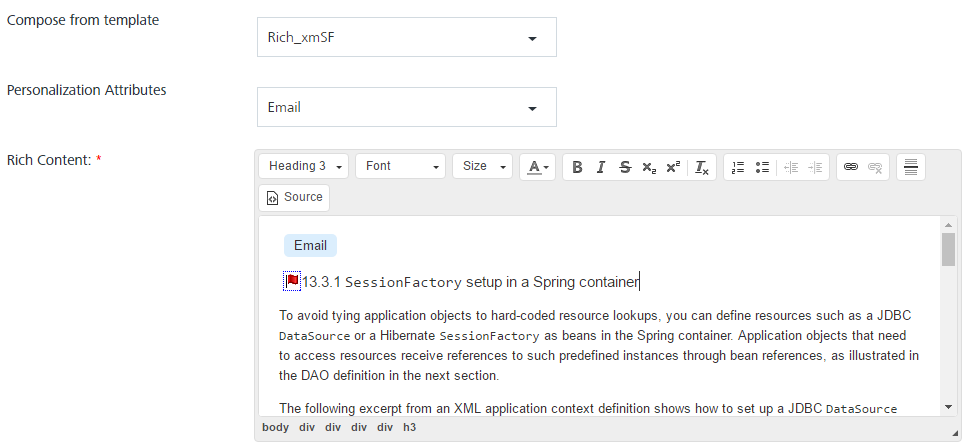 Compose from template
Rich_xmSF
Personalization Attributes
Email
Rich Content: *
Heading 3 Font Size A B I S x₂ x² Ix
Source
Email
13.3.1 SessionFactory setup in a Spring container
To avoid tying application objects to hard-coded resource lookups, you can define resources such as a JDBC
DataSource or a Hibernate SessionFactory as beans in the Spring container. Application objects that need
to access resources receive references to such predefined instances through bean references, as illustrated in
the DAO definition in the next section.
The following excerpt from an XML application context definition shows how to set up a JDBC DataSource
body div div div div h3